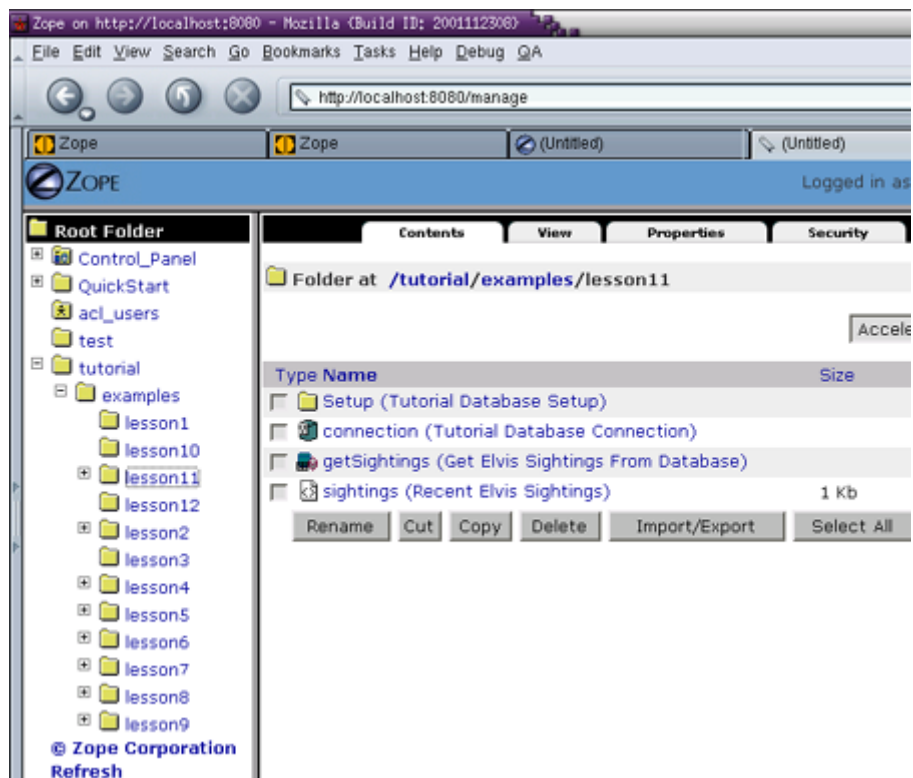 Zope on http://localhost:8080 - Mozilla {Build ID: 2001112308}
File Edit View Search Go Bookmarks Tasks Help Debug QA
http://localhost:8080/manage
Zope Zope (Untitled) (Untitled)
ZOPE Logged in as
Root Folder
Control_Panel
QuickStart
acl_users
test
tutorial
examples
lesson1
lesson10
lesson11
lesson12
lesson2
lesson3
lesson4
lesson5
lesson6
lesson7
lesson8
lesson9
© Zope Corporation
Refresh
Contents View Properties Security
Folder at /tutorial/examples/lesson11
Accele
Type Name Size
Setup (Tutorial Database Setup)
connection (Tutorial Database Connection)
getSightings (Get Elvis Sightings From Database)
sightings (Recent Elvis Sightings) 1 Kb
Rename Cut Copy Delete Import/Export Select All